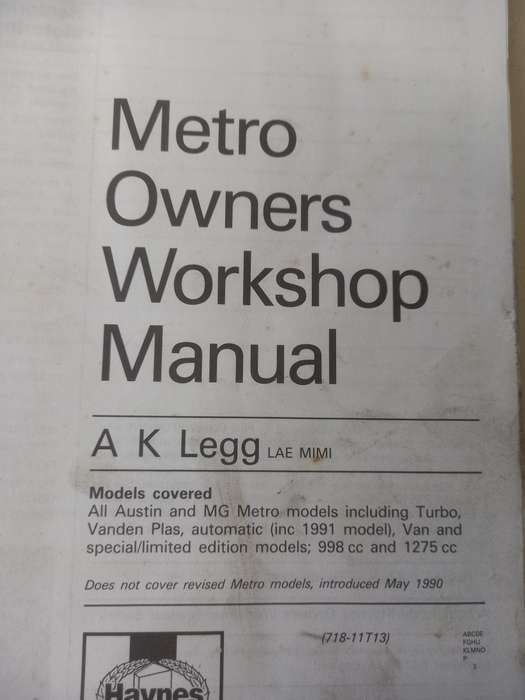 Metro
Owners
Workshop
Manual
A K Legg LAE MIMI
Models covered
All Austin and MG Metro models including Turbo,
Vanden Plas, automatic (inc 1991 model), Van and
special/limited edition models; 998 cc and 1275 cc
Does not cover revised Metro models, introduced May 1990
(718-11T13)
ABCDE
FGHIJ
KLMNO
P
3
Haynes